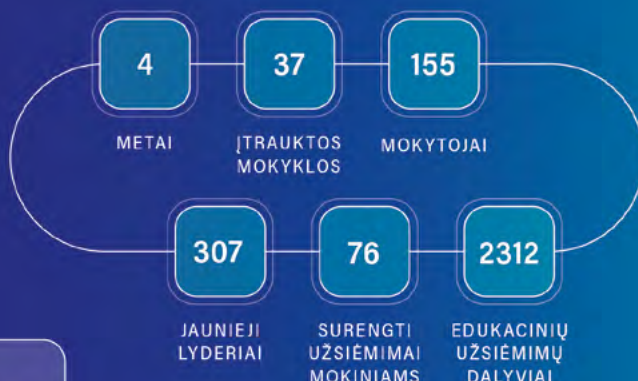 4
METAI
37
ĮTRAUKTOS
MOKYKLOS
155
MOKYTOJAI
307
JAUNIEJI
LYDERIAI
76
SURENGTI
UŽSIĖMIMAI
MOKINIAMS
2312
EDUKACINIŲ
UŽSIĖMIMŲ
DALYVIAI